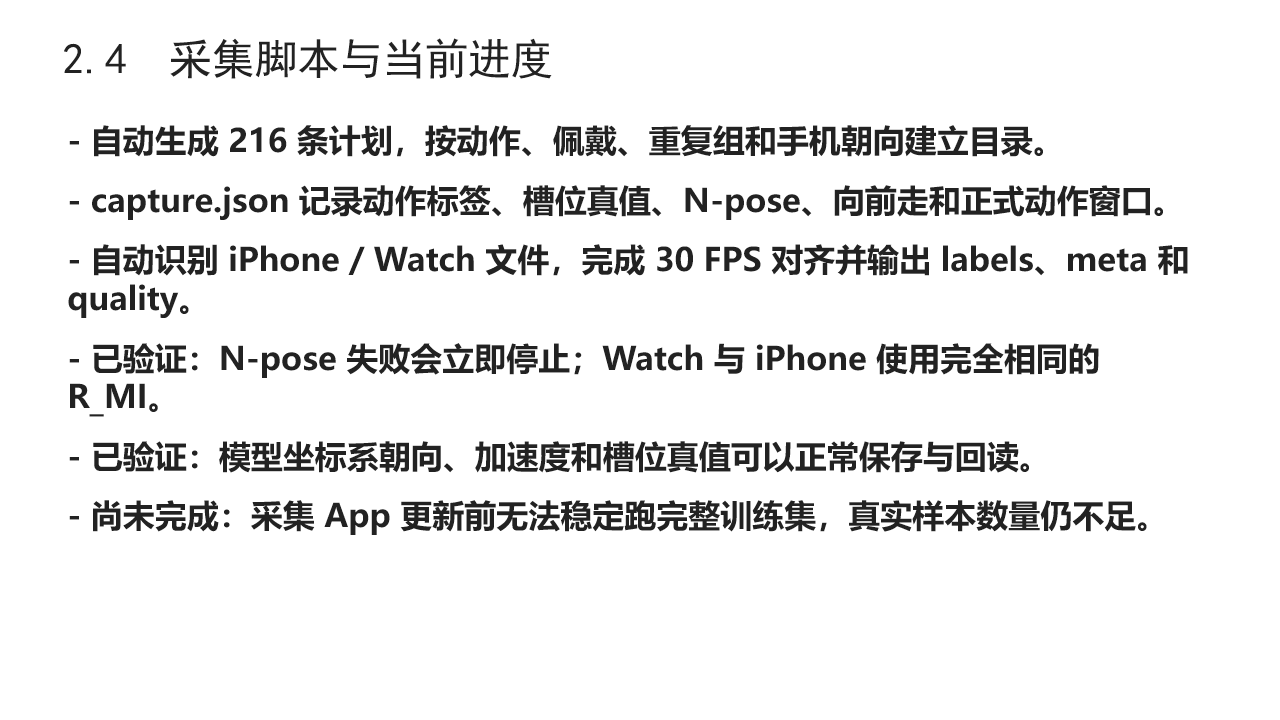 2.4 采集脚本与当前进度
- 自动生成 216 条计划，按动作、佩戴、重复组和手机朝向建立目录。
- capture.json 记录动作标签、槽位真值、N-pose、向前走和正式动作窗口。
- 自动识别 iPhone / Watch 文件，完成 30 FPS 对齐并输出 labels、meta 和
quality。
- 已验证：N-pose 失败会立即停止；Watch 与 iPhone 使用完全相同的
R_MI。
- 已验证：模型坐标系朝向、加速度和槽位真值可以正常保存与回读。
- 尚未完成：采集 App 更新前无法稳定跑完整训练集，真实样本数量仍不足。